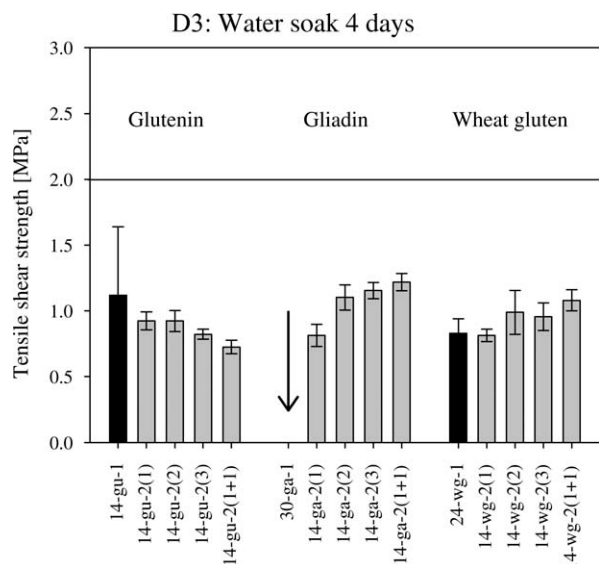 D3: Water soak 4 days
Tensile shear strength [MPa]
3.0
2.5
2.0
1.5
1.0
0.5
0.0
Glutenin Gliadin Wheat gluten
14-gu-1
14-gu-2(1)
14-gu-2(2)
14-gu-2(3)
14-gu-2(1+1)
30-ga-1
14-ga-2(1)
14-ga-2(2)
14-ga-2(3)
14-ga-2(1+1)
24-wg-1
14-wg-2(1)
14-wg-2(2)
14-wg-2(3)
4-wg-2(1+1)